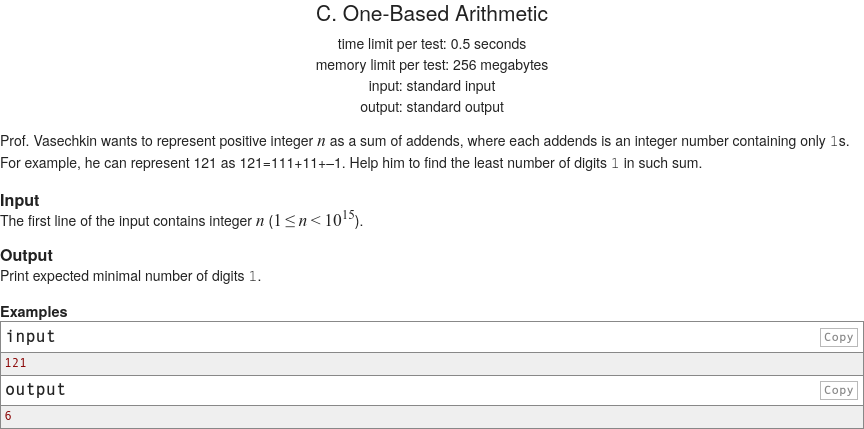 C. One-Based Arithmetic
time limit per test: 0.5 seconds
memory limit per test: 256 megabytes
input: standard input
output: standard output
Prof. Vasechkin wants to represent positive integer n as a sum of addends, where each addends is an integer number containing only 1s.
For example, he can represent 121 as 121=111+11+–1. Help him to find the least number of digits 1 in such sum.
Input
The first line of the input contains integer n (1 ≤ n < 10^15).
Output
Print expected minimal number of digits 1.
Examples
input
Copy
121
output
Copy
6